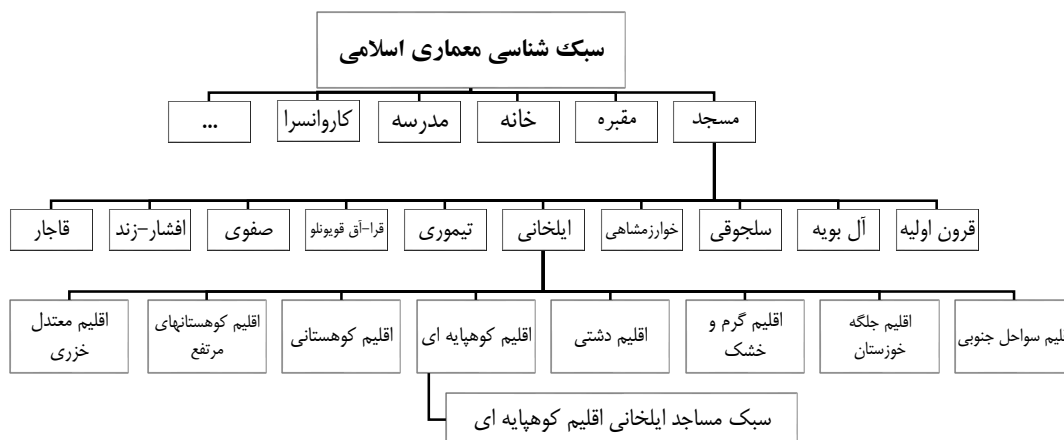 سبک شناسی معماری اسلامی
مسجد
مقبره
خانه
مدرسه
کاروانسرا
...
قرون اولیه
آل بویه
سلجوقی
خوارزمشاهی
ایلخانی
تیموری
قرا-آق قویونلو
صفوی
افشار-زند
قاجار
لیم سواحل جنوبی
اقلیم جلگه
خوزستان
اقلیم گرم و
خشک
اقلیم دشتی
اقلیم کوهپایه ای
اقلیم کوهستانی
اقلیم کوهستانهای
مرتفع
اقلیم معتدل
خزری
سبک مساجد ایلخانی اقلیم کوهپایه ای